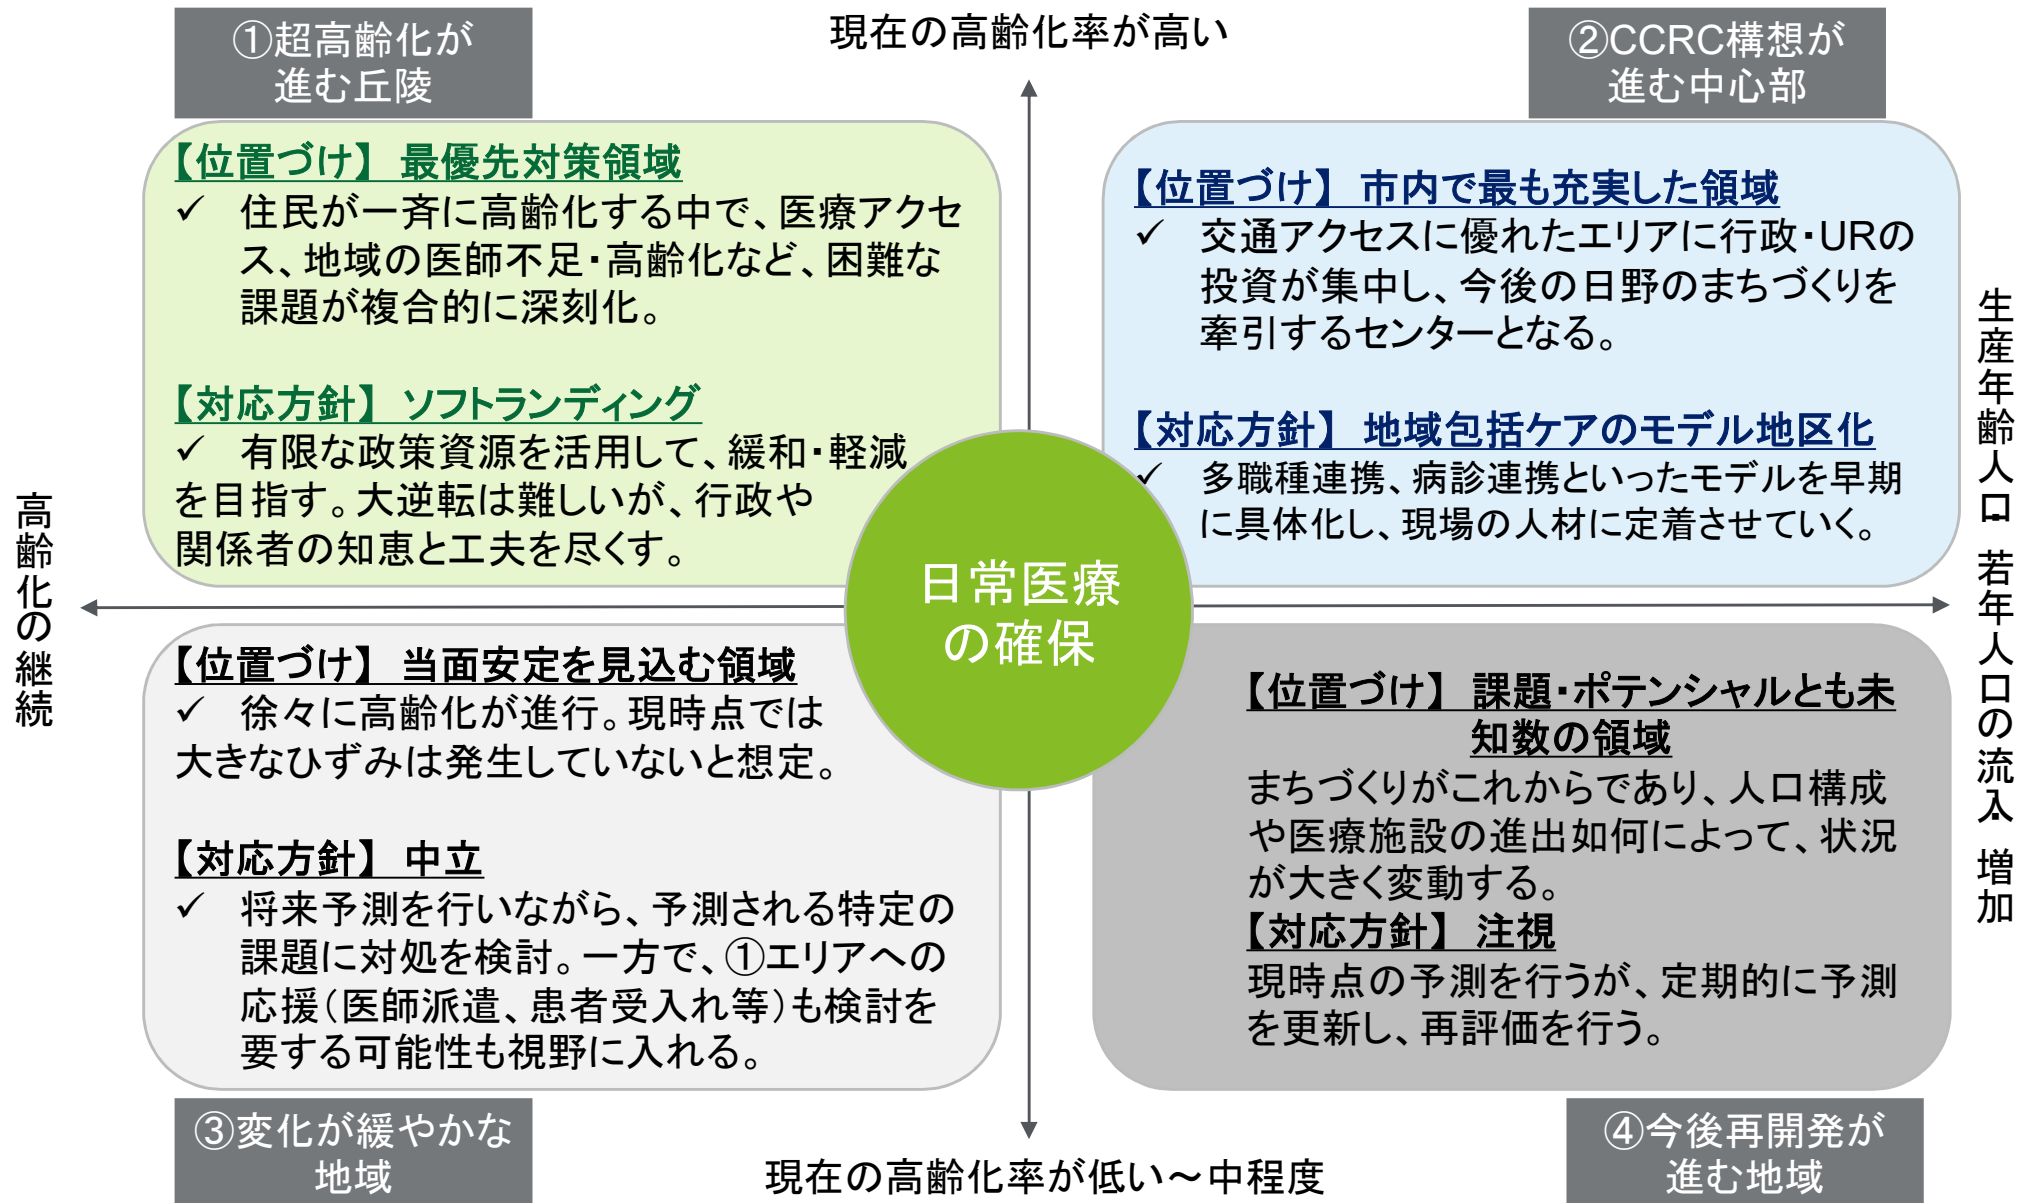 現在の高齢化率が高い
①超高齢化が
進む丘陵
【位置づけ】 最優先対策領域
✓ 住民が一斉に高齢化する中で、医療アクセ
ス、地域の医師不足・高齢化など、困難な
課題が複合的に深刻化。
【対応方針】 ソフトランディング
✓ 有限な政策資源を活用して、緩和・軽減
を目指す。大逆転は難しいが、行政や
関係者の知恵と工夫を尽くす。
②CCRC構想が
進む中心部
【位置づけ】 市内で最も充実した領域
✓ 交通アクセスに優れたエリアに行政・URの
投資が集中し、今後の日野のまちづくりを
牽引するセンターとなる。
【対応方針】 地域包括ケアのモデル地区化
✓ 多職種連携、病診連携といったモデルを早期
に具体化し、現場の人材に定着させていく。
高齢化の継続
日常医療
の確保
生産年齢人口・若年人口の流入・増加
【位置づけ】 当面安定を見込む領域
✓ 徐々に高齢化が進行。現時点では
大きなひずみは発生していないと想定。
【対応方針】 中立
✓ 将来予測を行いながら、予測される特定の
課題に対処を検討。一方で、①エリアへの
応援（医師派遣、患者受入れ等）も検討を
要する可能性も視野に入れる。
③変化が緩やかな
地域
【位置づけ】 課題・ポテンシャルとも未
知数の領域
まちづくりがこれからであり、人口構成
や医療施設の進出如何によって、状況
が大きく変動する。
【対応方針】 注視
現時点の予測を行うが、定期的に予測
を更新し、再評価を行う。
④今後再開発が
進む地域
現在の高齢化率が低い～中程度